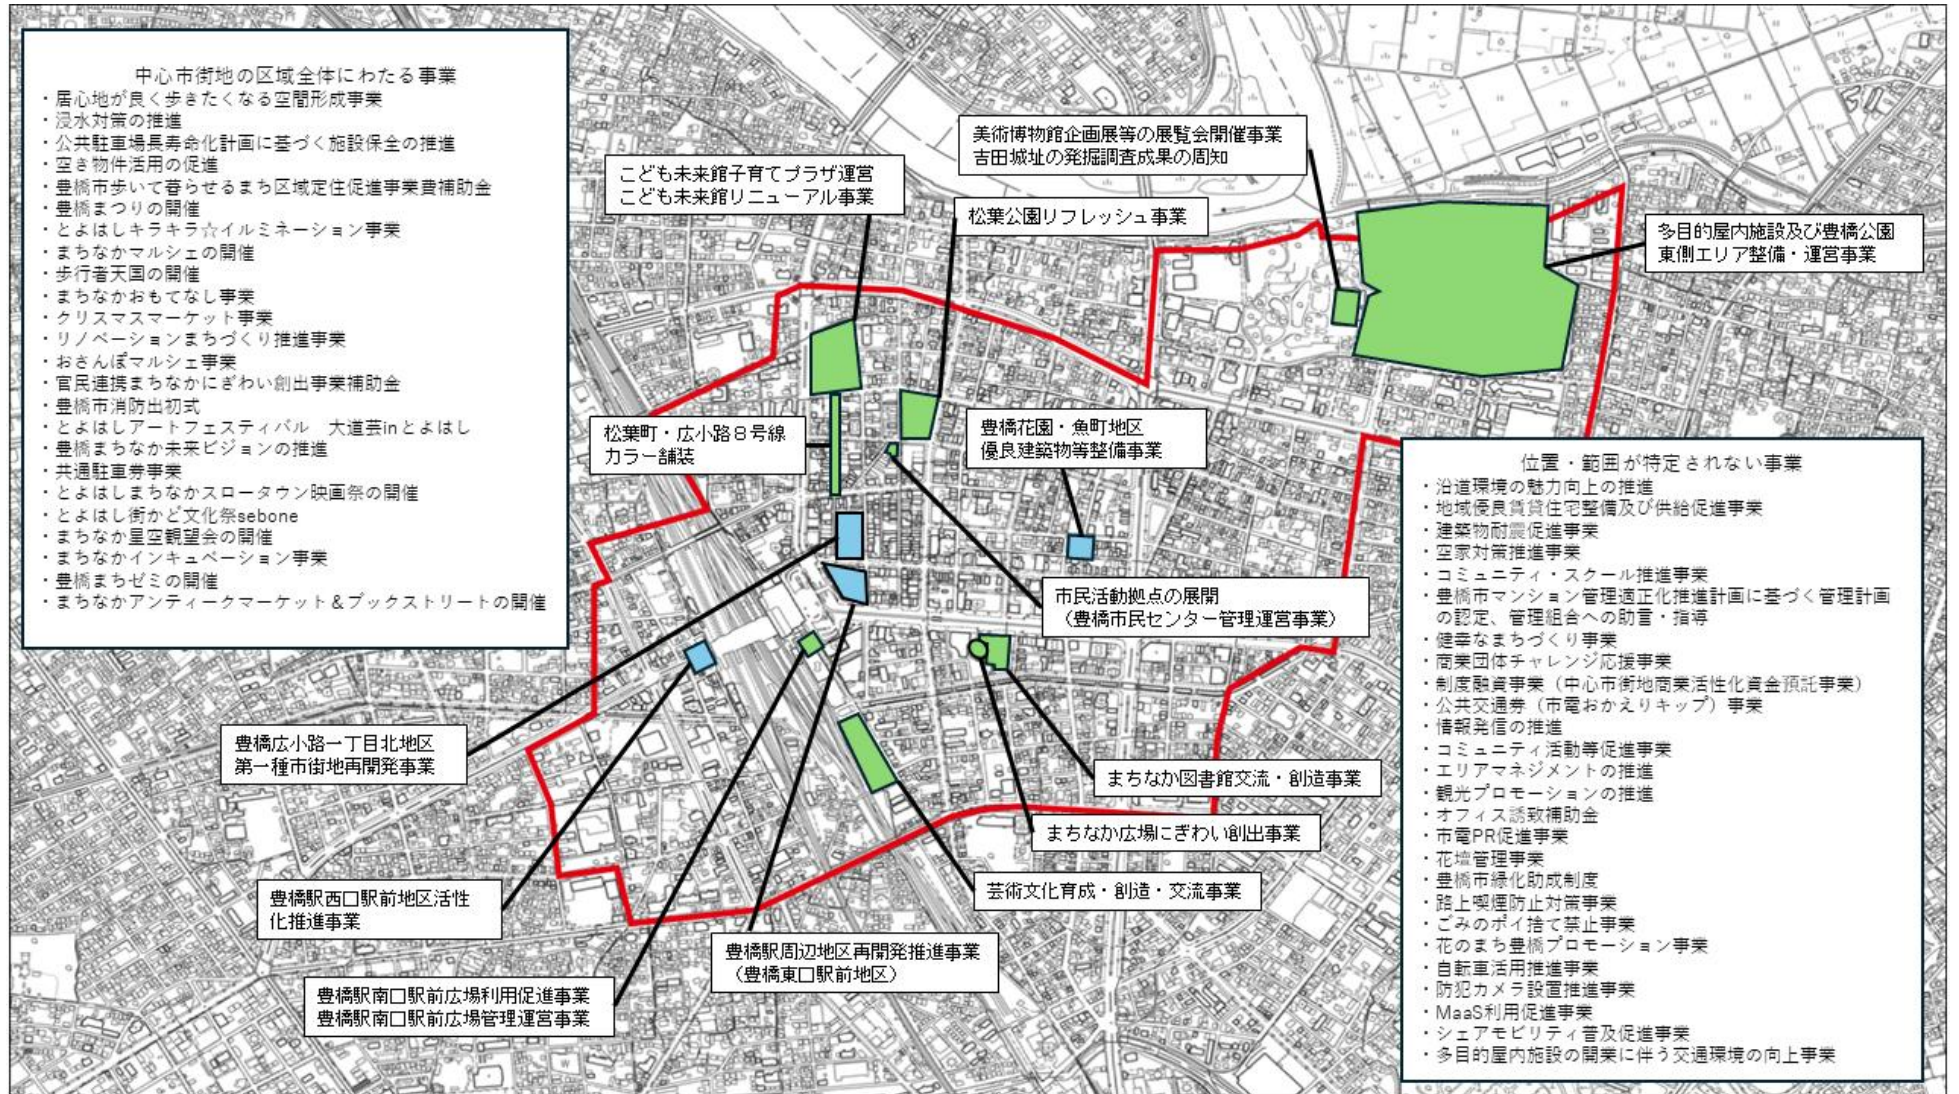 中心市街地の区域全体にわたる事業
・居心地が良く歩きたくなる空間形成事業
・浸水対策の推進
・公共駐車場長寿命化計画に基づく施設保全の推進
・空き物件活用の促進
・豊橋市歩いて暮らせるまち区域定住促進事業費補助金
・豊橋まつりの開催
・とよはしキラキラ☆イルミネーション事業
・まちなかマルシェの開催
・歩行者天国の開催
・まちなかおもてなし事業
・クリスマスマーケット事業
・リノベーションまちづくり推進事業
・おさんぽマルシェ事業
・官民連携まちなかにぎわい創出事業補助金
・豊橋市消防出初式
・とよはしアートフェスティバル　大道芸inとよはし
・豊橋まちなか未来ビジョンの推進
・共通駐車券事業
・とよはしまちなかスロータウン映画祭の開催
・とよはし街かど文化祭sebone
・まちなか星空観望会の開催
・まちなかインキュベーション事業
・豊橋まちゼミの開催
・まちなかアンティークマーケット＆ブックストリートの開催
こども未来館子育てプラザ運営
こども未来館リニューアル事業
美術博物館企画展等の展覧会開催事業
吉田城址の発掘調査成果の周知
松葉公園リフレッシュ事業
多目的屋内施設及び豊橋公園
東側エリア整備・運営事業
松葉町・広小路８号線
カラー舗装
豊橋花園・魚町地区
優良建築物等整備事業
市民活動拠点の展開
（豊橋市民センター管理運営事業）
豊橋広小路一丁目北地区
第一種市街地再開発事業
まちなか図書館交流・創造事業
まちなか広場にぎわい創出事業
芸術文化育成・創造・交流事業
豊橋駅西口駅前地区活性
化推進事業
豊橋駅周辺地区再開発推進事業
（豊橋東口駅前地区）
豊橋駅南口駅前広場利用促進事業
豊橋駅南口駅前広場管理運営事業
位置・範囲が特定されない事業
・沿道環境の魅力向上の推進
・地域優良賃貸住宅整備及び供給促進事業
・建築物耐震促進事業
・空家対策推進事業
・コミュニティ・スクール推進事業
・豊橋市マンション管理適正化推進計画に基づく管理計画
の認定、管理組合への助言・指導
・健幸なまちづくり事業
・商業団体チャレンジ応援事業
・制度融資事業（中心市街地商業活性化資金預託事業）
・公共交通券（市電おかえりキップ）事業
・情報発信の推進
・コミュニティ活動等促進事業
・エリアマネジメントの推進
・観光プロモーションの推進
・オフィス誘致補助金
・市電PR促進事業
・花壇管理事業
・豊橋市緑化助成制度
・路上喫煙防止対策事業
・ごみのポイ捨て禁止事業
・花のまち豊橋プロモーション事業
・自転車活用推進事業
・防犯カメラ設置推進事業
・MaaS利用促進事業
・シェアモビリティ普及促進事業
・多目的屋内施設の開業に伴う交通環境の向上事業